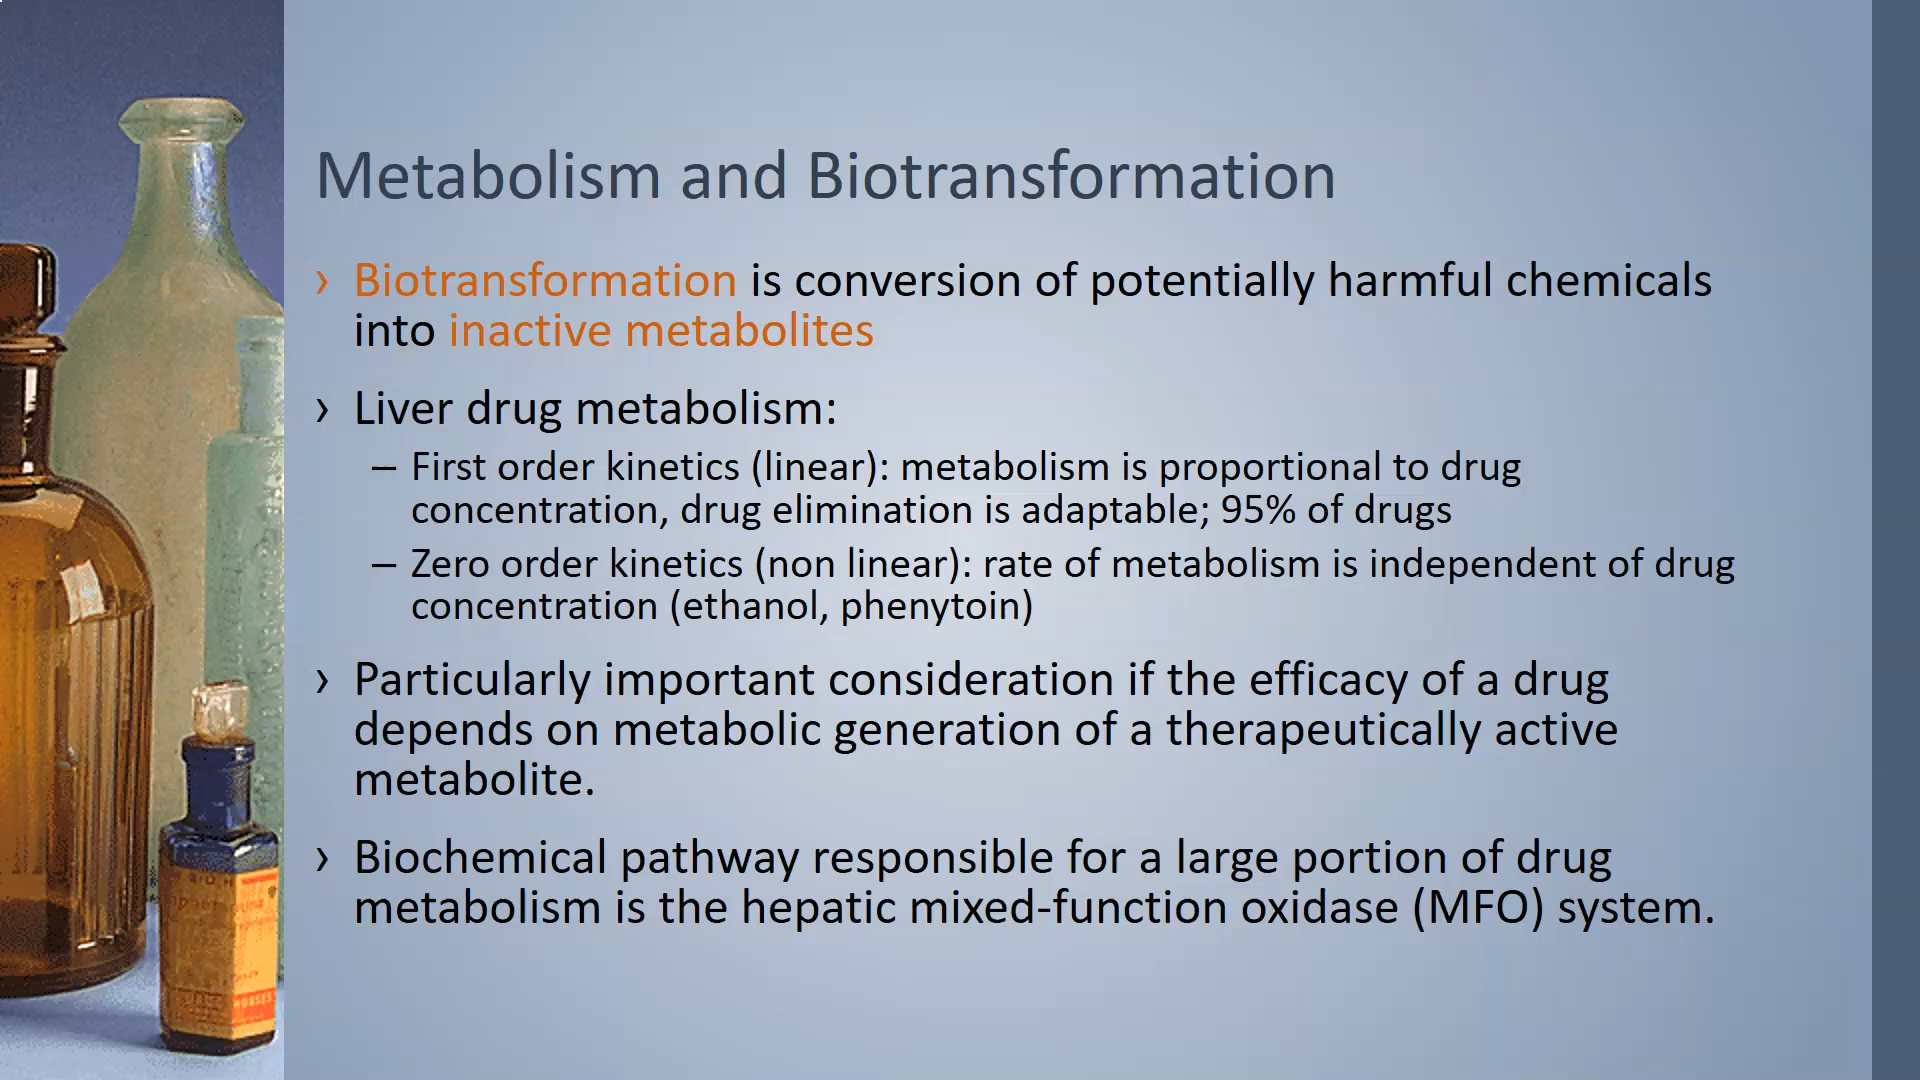 Metabolism and Biotransformation
› Biotransformation is conversion of potentially harmful chemicals
into inactive metabolites
› Liver drug metabolism:
– First order kinetics (linear): metabolism is proportional to drug
concentration, drug elimination is adaptable; 95% of drugs
– Zero order kinetics (non linear): rate of metabolism is independent of drug
concentration (ethanol, phenytoin)
› Particularly important consideration if the efficacy of a drug
depends on metabolic generation of a therapeutically active
metabolite.
› Biochemical pathway responsible for a large portion of drug
metabolism is the hepatic mixed-function oxidase (MFO) system.